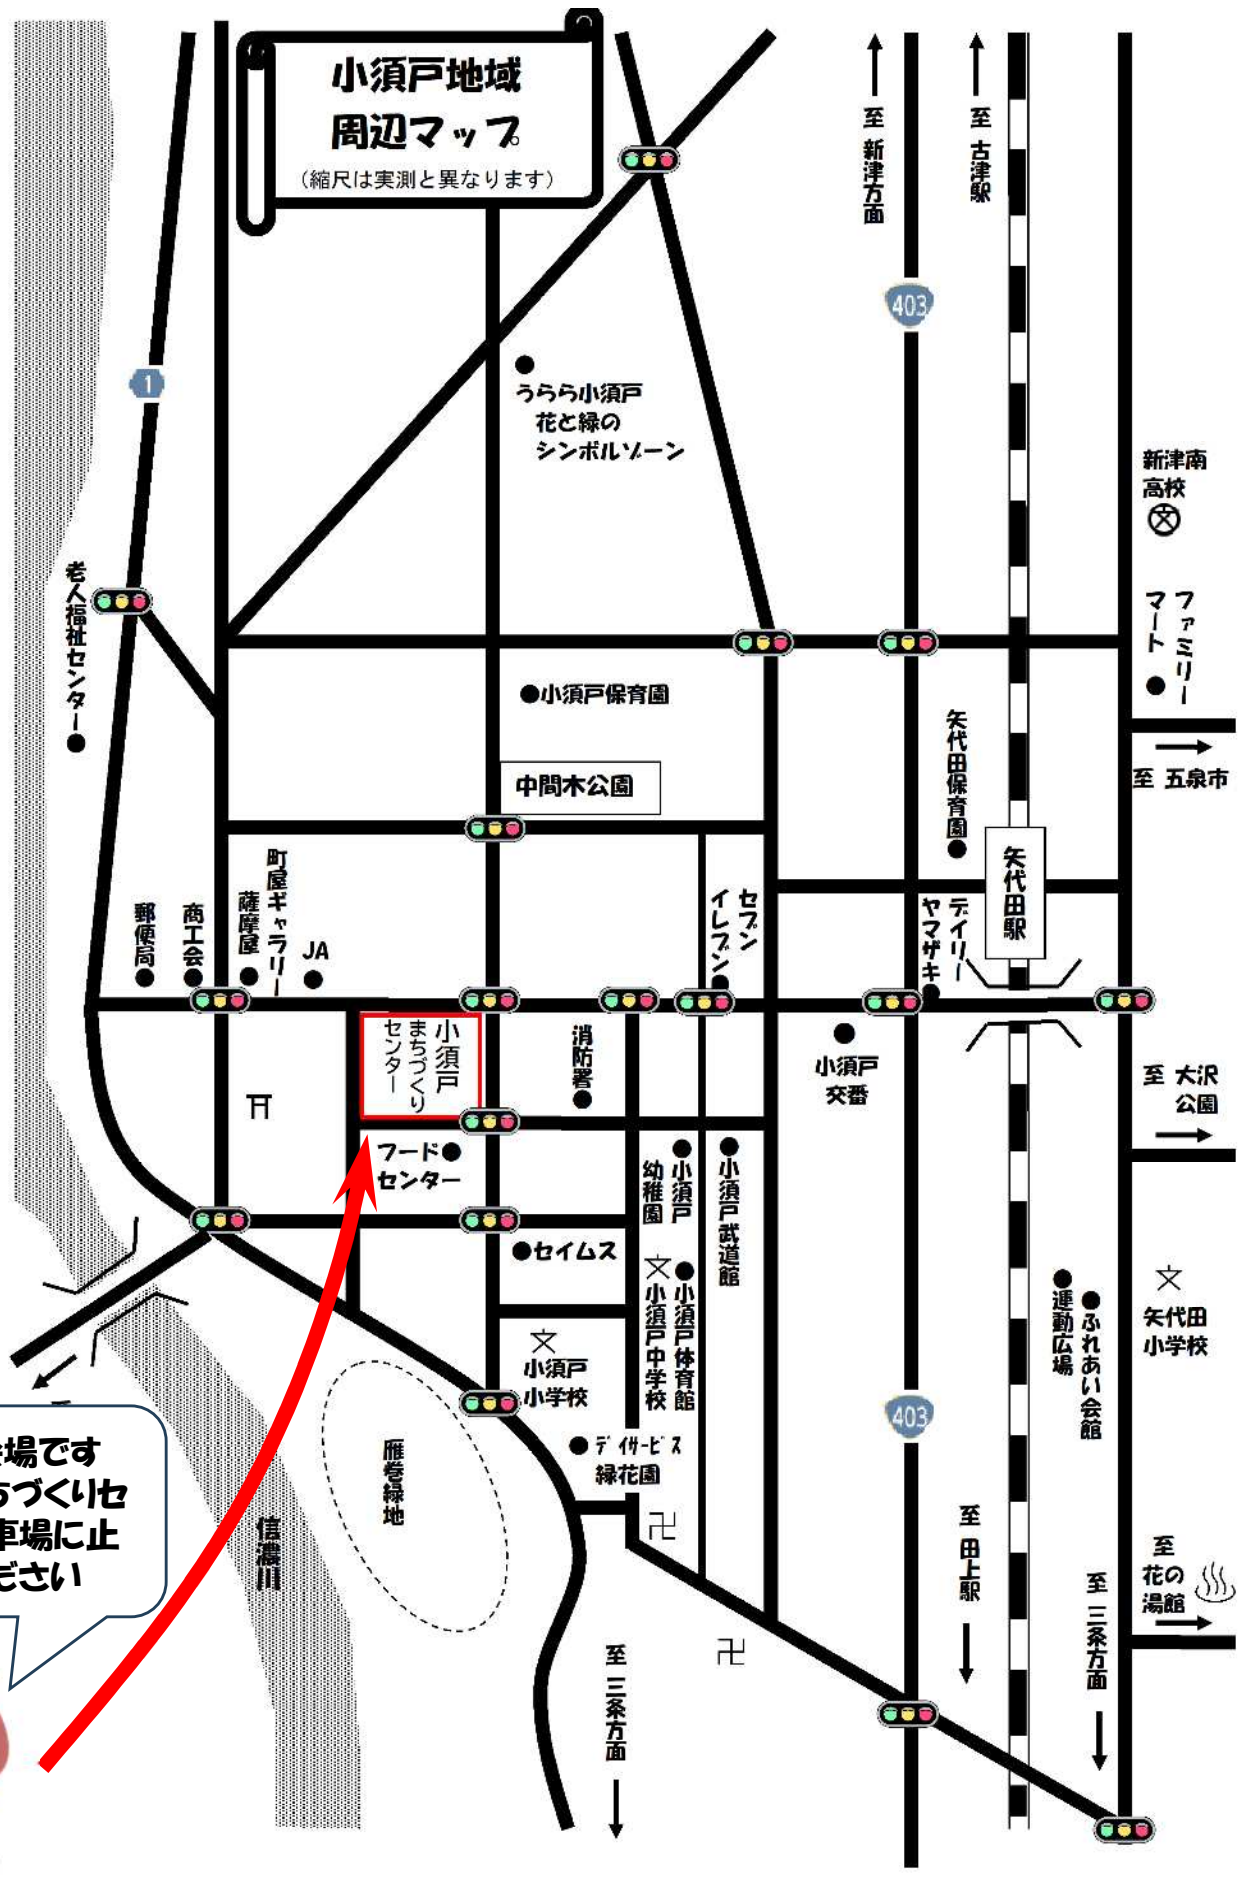 小須戸地域
周辺マップ
（縮尺は実測と異なります）
至 新津方面
至 古津駅
403
1
うらら小須戸
花と緑の
シンボルゾーン
新津南
高校
老人福祉センター
ファミリー
マート
小須戸保育園
矢代田保育園
至 五泉市
中間木公園
矢代田駅
郵便局
商工会
町屋ギャラリー
薩摩屋
JA
セブン
イレブン
デイリー
ヤマザキ
小須戸
まちづくり
センター
消防署
小須戸
交番
至 大沢
公園
フード
センター
小須戸
幼稚園
小須戸武道館
セイムス
小須戸体育館
文
小須戸中学校
文
小須戸
小学校
運動広場
ふれあい会館
文
矢代田
小学校
403
デイサービス
緑花園
雁巻緑地
信濃川
卍
卍
至 田上駅
至
花の
湯館
至 三条方面
至 三条方面
場です
づくりセ
車場に止
ださい